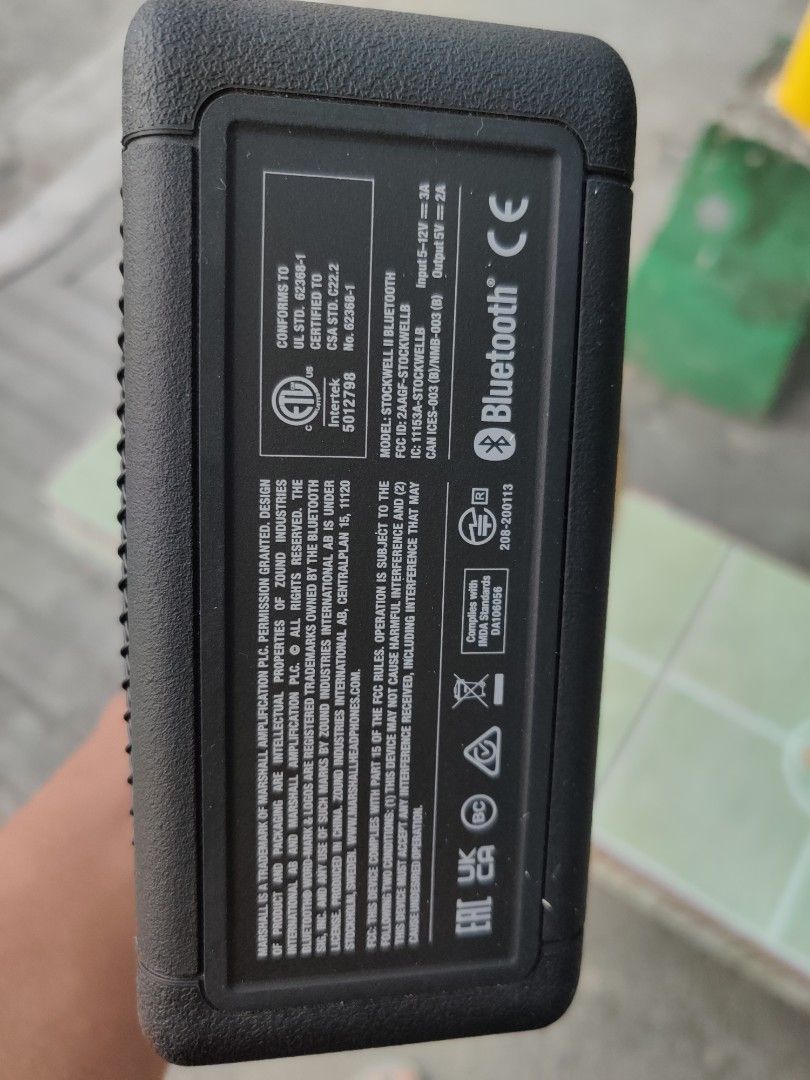 MARSHALL IS A TRADEMARK OF MARSHALL AMPLIFICATION PLC. PERMISSION GRANTED. DESIGN
OF PRODUCT AND PACKAGING ARE INTELLECTUAL PROPERTIES OF ZOUND INDUSTRIES
INTERNATIONAL AB AND MARSHALL AMPLIFICATION PLC. © ALL RIGHTS RESERVED. THE
BLUETOOTH® WORD-MARK & LOGOS ARE REGISTERED TRADEMARKS OWNED BY THE BLUETOOTH
SIG, INC. AND ANY USE OF SUCH MARKS BY ZOUND INDUSTRIES INTERNATIONAL AB IS UNDER
LICENSE. PRODUCED IN CHINA. ZOUND INDUSTRIES INTERNATIONAL AB, CENTRALPLAN 15, 11120
STOCKHOLM, SWEDEN. WWW.MARSHALLHEADPHONES.COM.
FCC: THIS DEVICE COMPLIES WITH PART 15 OF THE FCC RULES. OPERATION IS SUBJECT TO THE
FOLLOWING TWO CONDITIONS: (1) THIS DEVICE MAY NOT CAUSE HARMFUL INTERFERENCE AND (2)
THIS DEVICE MUST ACCEPT ANY INTERFERENCE RECEIVED, INCLUDING INTERFERENCE THAT MAY
CAUSE UNDESIRED OPERATION.
C ETL US
Intertek
5012798
CONFORMS TO
UL STD. 62368-1
CERTIFIED TO
CSA STD. C22.2
No. 62368-1
MODEL: STOCKWELL II BLUETOOTH
FCC ID: 2AAGF-STOCKWELLB
IC: 11153A-STOCKWELLB
CAN ICES-003 (B)/NMB-003 (B)
Input 5-12V ⎓ 3A
Output 5V ⎓ 2A
EAC
UK
CA
BC
Complies with
IMDA Standards
DA106056
R
208-200113
Bluetooth®
CE